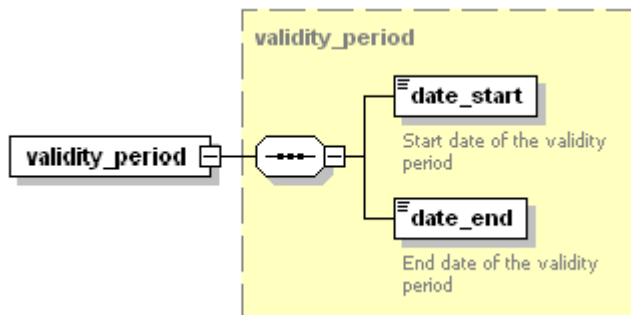 validity_period
date_start
Start date of the validity
period
validity_period
date_end
End date of the validity
period